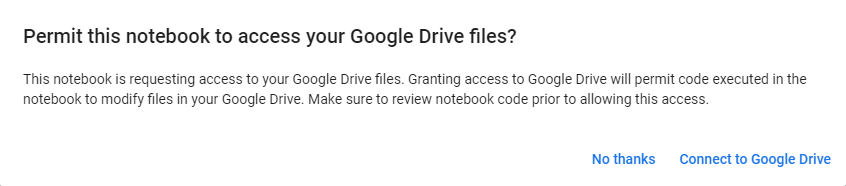 Permit this notebook to access your Google Drive files?
This notebook is requesting access to your Google Drive files. Granting access to Google Drive will permit code executed in the
notebook to modify files in your Google Drive. Make sure to review notebook code prior to allowing this access.
No thanks Connect to Google Drive